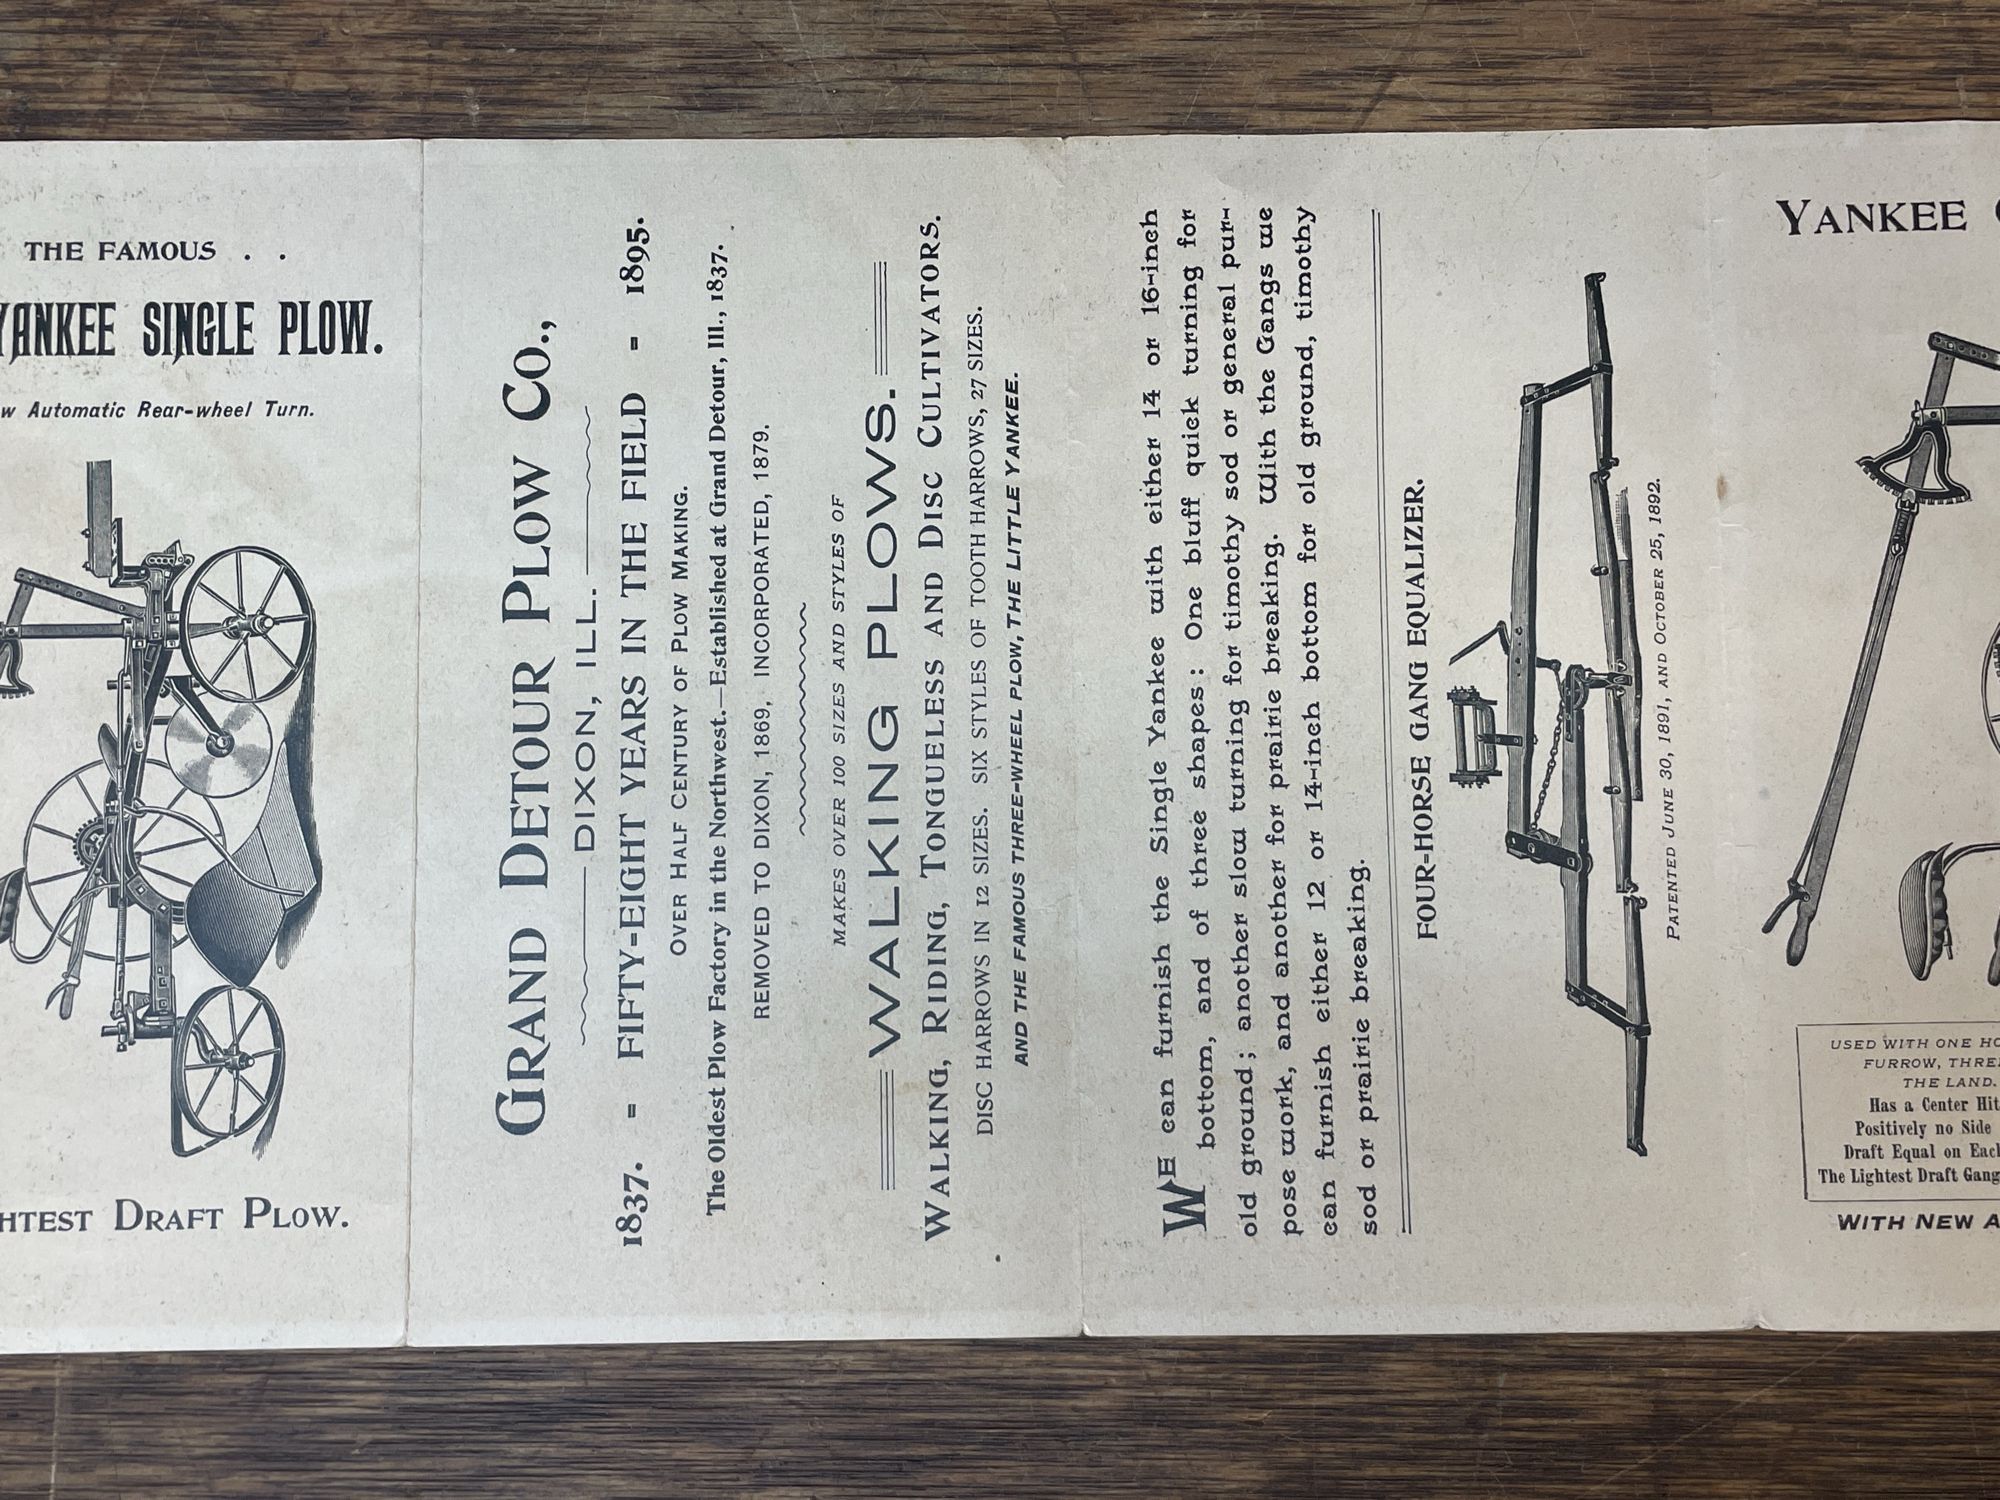 THE FAMOUS . .
YANKEE SINGLE PLOW.
Automatic Rear-wheel Turn.
DRAFT PLOW.
GRAND DETOUR PLOW CO.,
DIXON, ILL.
1837. = FIFTY-EIGHT YEARS IN THE FIELD = 1895.
OVER HALF CENTURY OF PLOW MAKING.
The Oldest Plow Factory in the Northwest.—Established at Grand Detour, Ill., 1837.
REMOVED TO DIXON, 1869, INCORPORATED, 1879.
MAKES OVER 100 SIZES AND STYLES OF
WALKING PLOWS.
WALKING, RIDING, TONGUELESS AND DISC CULTIVATORS.
DISC HARROWS IN 12 SIZES. SIX STYLES OF TOOTH HARROWS, 27 SIZES.
AND THE FAMOUS THREE-WHEEL PLOW, THE LITTLE YANKEE.
WE can furnish the Single Yankee with either 14 or 16-inch
bottom, and of three shapes: One bluff quick turning for
old ground; another slow turning for timothy sod or general pur-
pose work, and another for prairie breaking. With the Gangs we
can furnish either 12 or 14-inch bottom for old ground, timothy
sod or prairie breaking.
FOUR-HORSE GANG EQUALIZER.
PATENTED JUNE 30, 1891, AND OCTOBER 25, 1892.
YANKEE
USED WITH ONE
FURROW,
THE LAND.
Has a Center
Positively no Side
Draft Equal on
The Lightest Draft Gang
WITH NEW